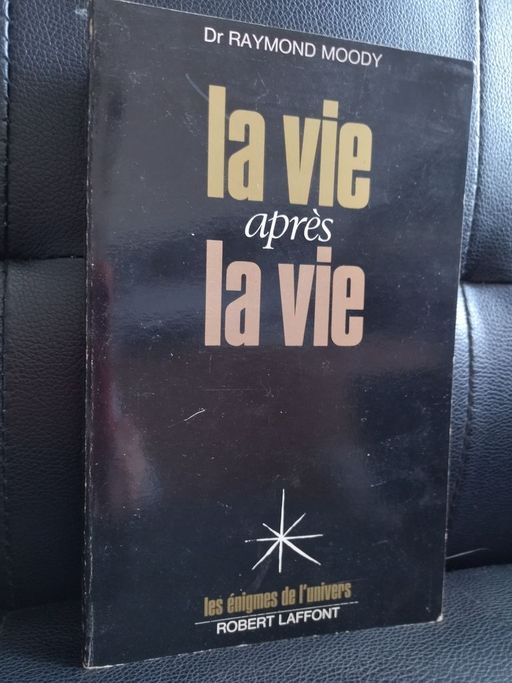 Dr RAYMOND MOODY
la vie
après
la vie
les énigmes de l'univers
ROBERT LAFFONT